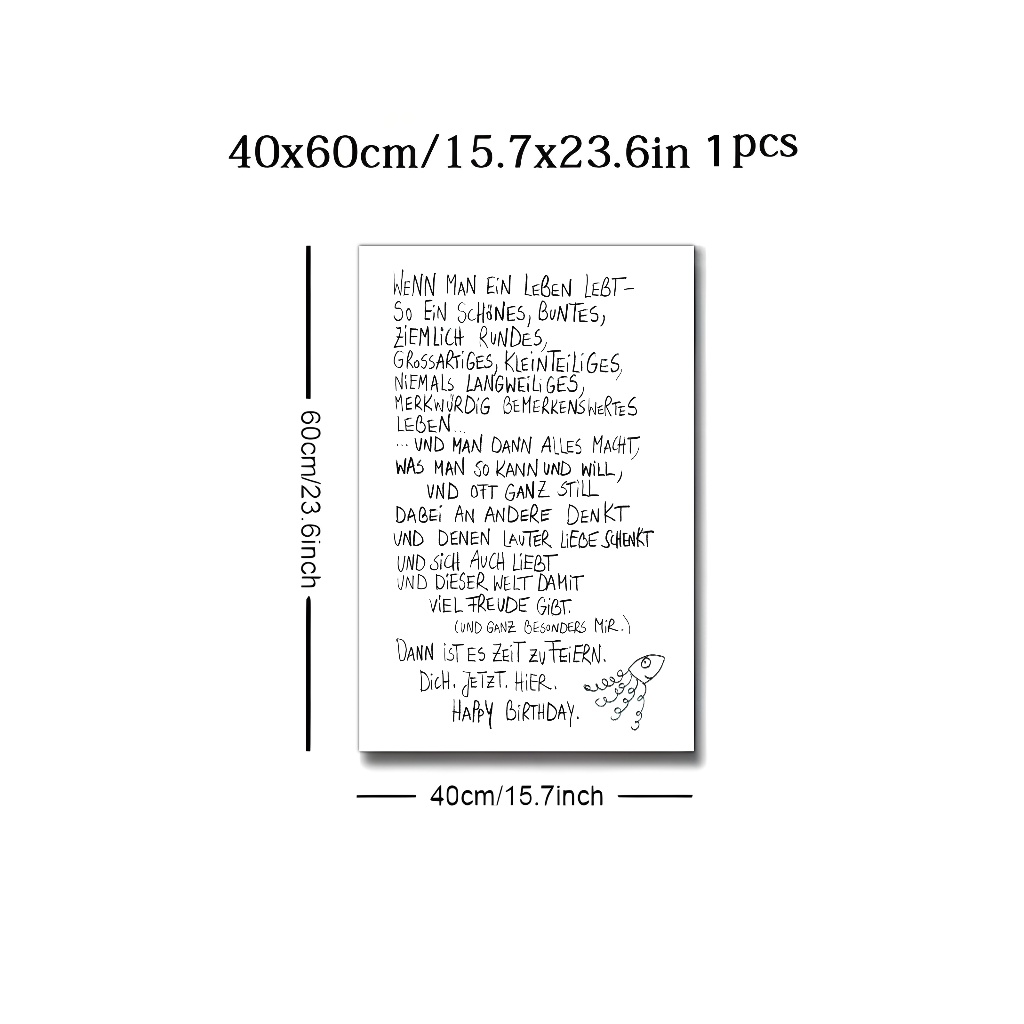 40x60cm/15.7x23.6in 1pcs
WENN MAN EIN LEBEN LEBT–
SO EIN SCHÖNES, BUNTES,
ZIEMLICH RUNDES,
GROSSARTIGES, KLEINTEILIGES,
NIEMALS LANGWEILIGES,
MERKWÜRDIG BEMERKENSWERTES
LEBEN...
... UND MAN DANN ALLES MACHT,
WAS MAN SO KANN UND WILL,
UND OFT GANZ STILL
DABEI AN ANDERE DENKT
UND DENEN LAUTER LIEBE SCHENKT
UND SICH AUCH LIEBT
UND DIESER WELT DAMIT
VIEL FREUDE GIBT.
(UND GANZ BESONDERS MIR.)
DANN IST ES ZEIT ZU FEIERN.
DICH. JETZT. HIER.
HAPPY BIRTHDAY.
60cm/23.6inch
40cm/15.7inch